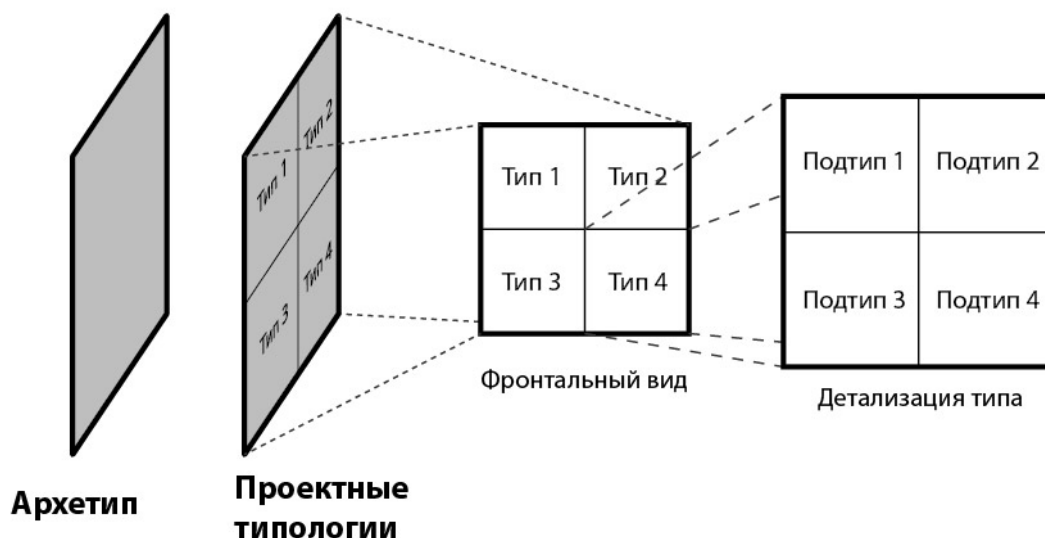 Тип 1
Тип 2
Тип 3
Тип 4
Тип 1
Тип 2
Тип 3
Тип 4
Подтип 1
Подтип 2
Подтип 3
Подтип 4
Фронтальный вид
Детализация типа
Архетип
Проектные
типологии